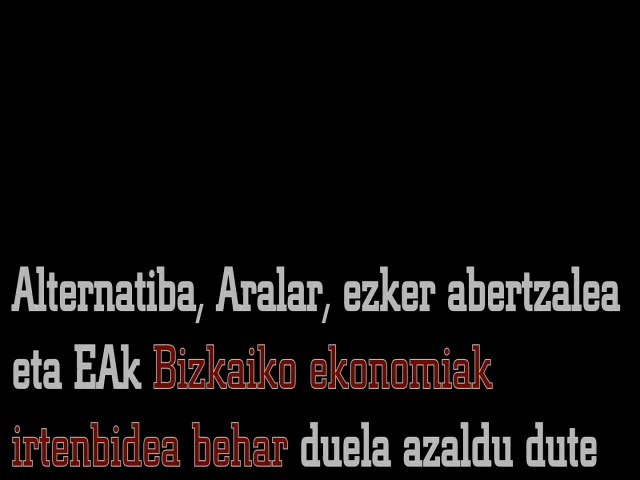 Alternatiba, Aralar, ezker abertzalea
eta EAk Bizkaiko ekonomiak
irtenbidea behar duela azaldu dute